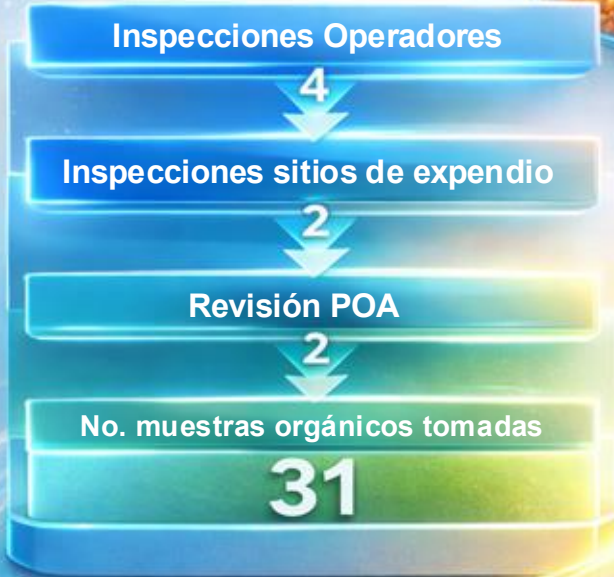 Inspecciones Operadores
4
Inspecciones sitios de expendio
2
Revisión POA
2
No. muestras orgánicos tomadas
31